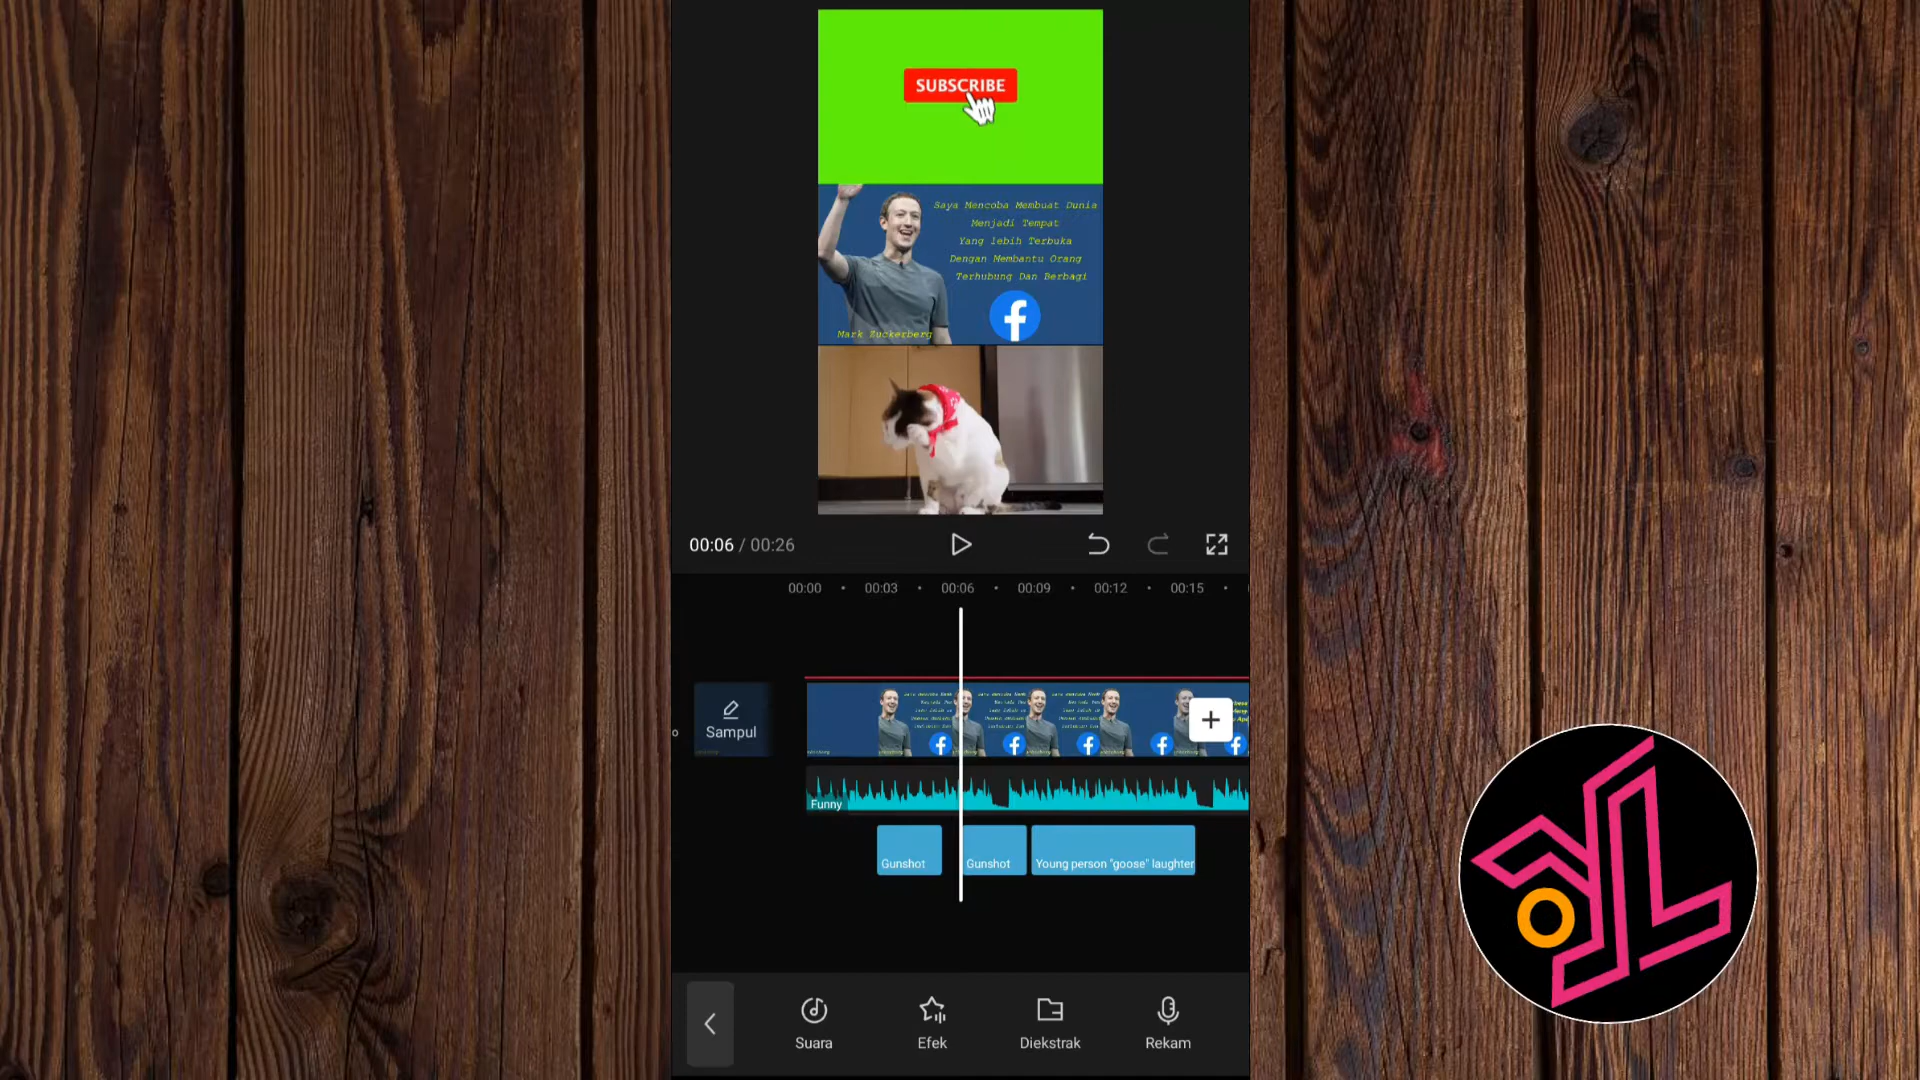 SUBSCRIBE
Saya Mencoba Membuat Dunia
Menjadi Tempat
Yang lebih Terbuka
Dengan Membantu Orang
Terhubung Dan Berbagi
Mark Zuckerberg
00:06 / 00:26
00:00 00:03 00:06 00:09 00:12 00:15
Sampul
Funny
Gunshot Gunshot Young person "goose" laughter
Suara Efek Diekstrak Rekam